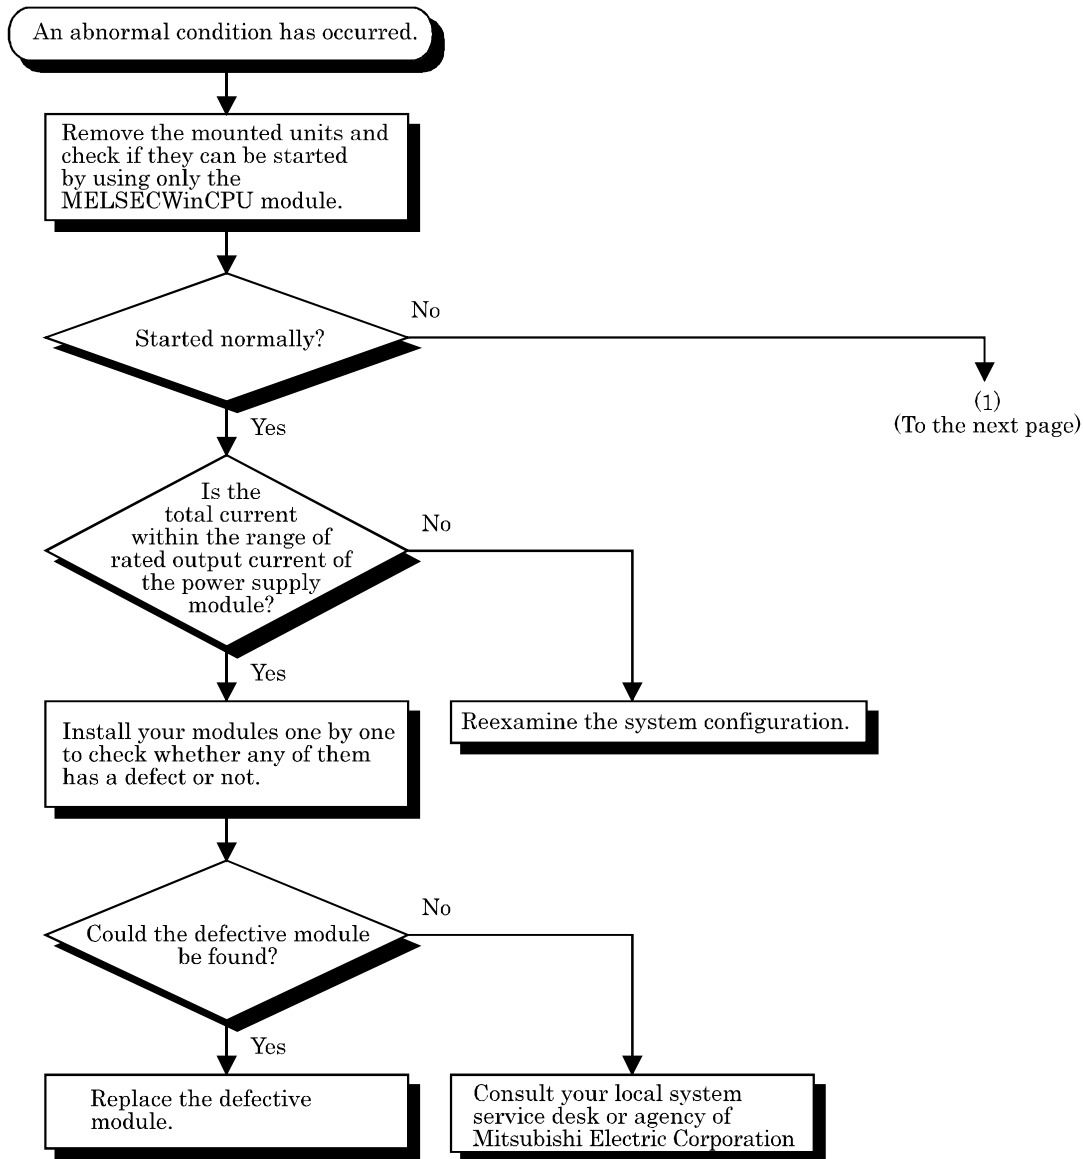 An abnormal condition has occurred.
Remove the mounted units and
check if they can be started
by using only the
MELSECWinCPU module.
Started normally?
No
(1)
(To the next page)
Yes
Is the
total current
within the range of
rated output current of
the power supply
module?
No
Yes
Reexamine the system configuration.
Install your modules one by one
to check whether any of them
has a defect or not.
Could the defective module
be found?
No
Yes
Replace the defective
module.
Consult your local system
service desk or agency of
Mitsubishi Electric Corporation